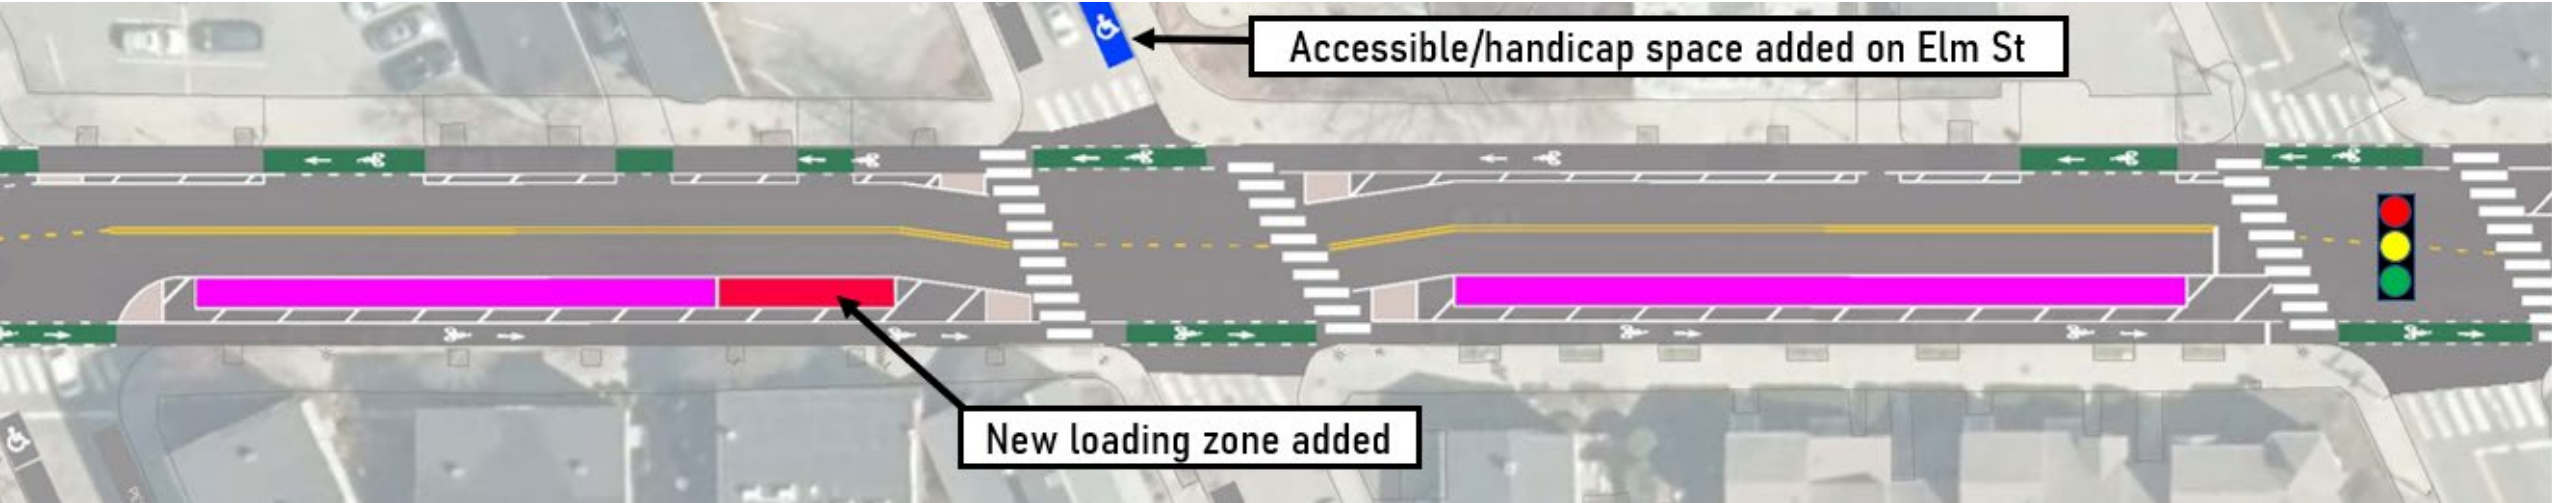 Accessible/handicap space added on Elm St
New loading zone added